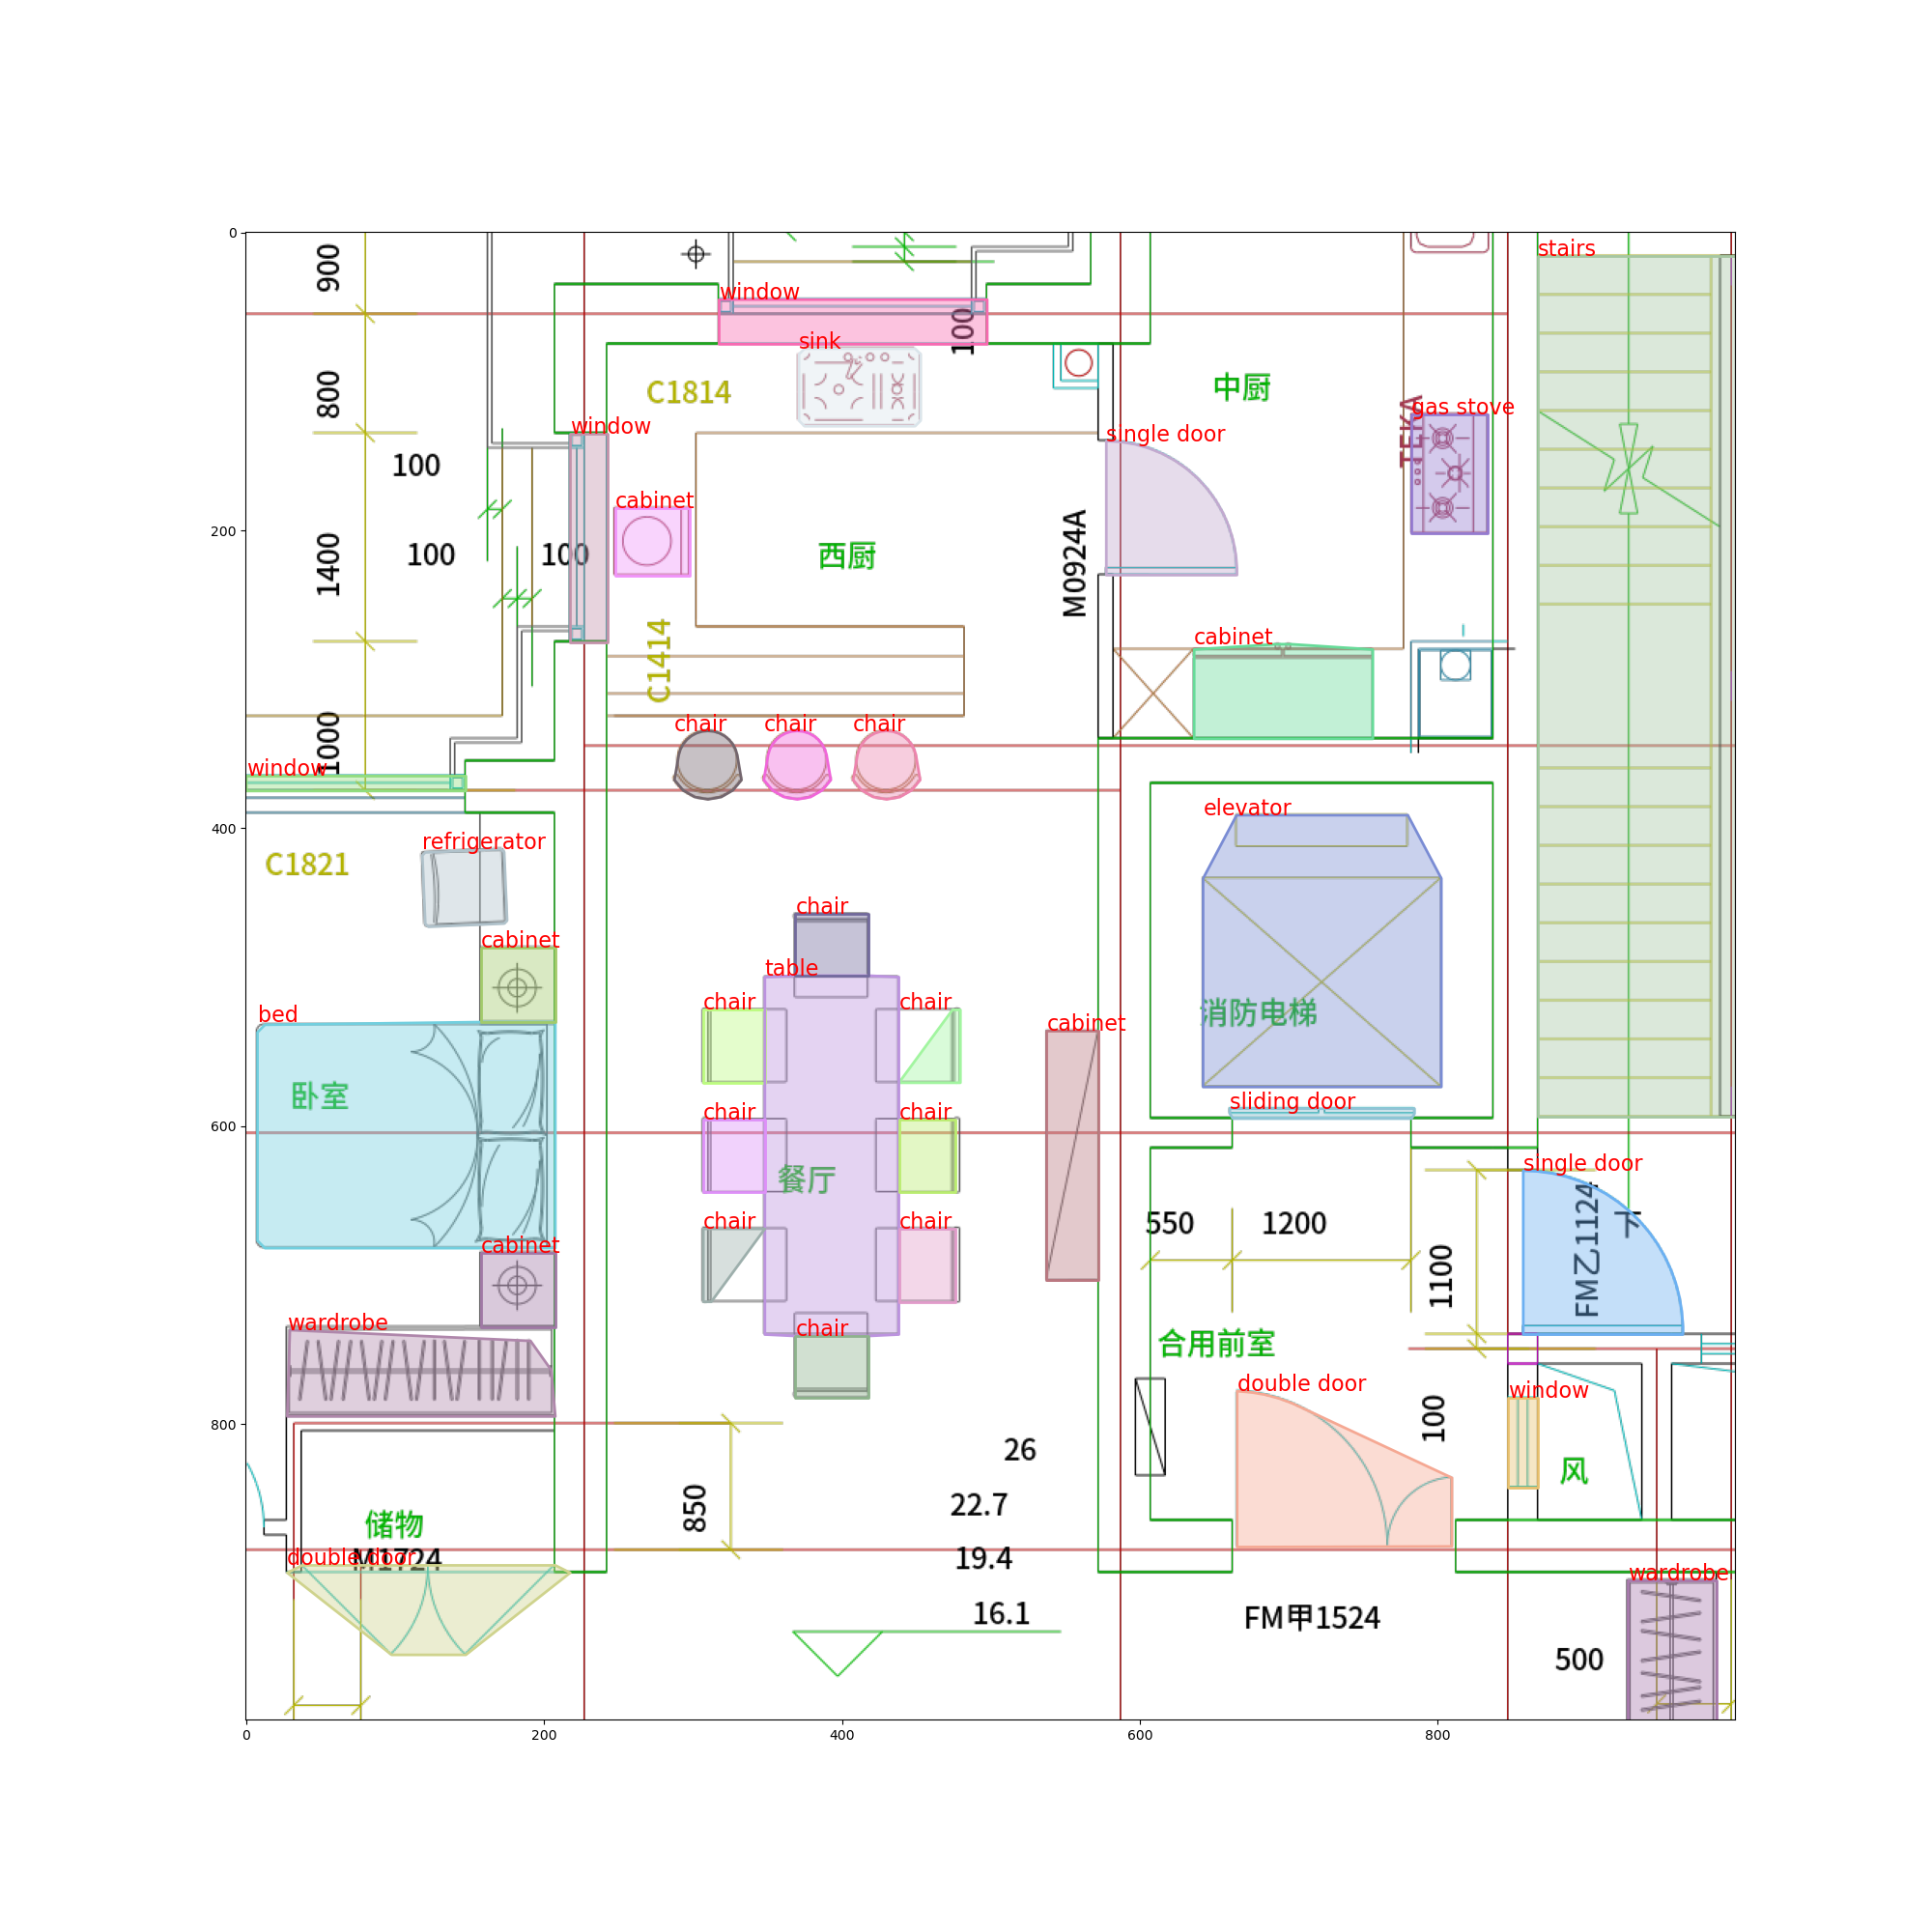 0
900
stairs
window
100
sink
800
C1814
中厨
TEKA
gas stove
window
single door
100
cabinet
200
1400
100
100
西厨
M0924A
C1414
cabinet
1000
chair
chair
chair
window
400
refrigerator
C1821
elevator
chair
cabinet
table
bed
chair
chair
cabinet
消防电梯
卧室
sliding door
600
chair
chair
餐厅
single door
FM乙1124
下
chair
chair
550
1200
1100
cabinet
wardrobe
chair
合用前室
double door
window
100
800
26
风
850
22.7
储物
M1724
double door
19.4
wardrobe
16.1
FM甲1524
500
0
200
400
600
800